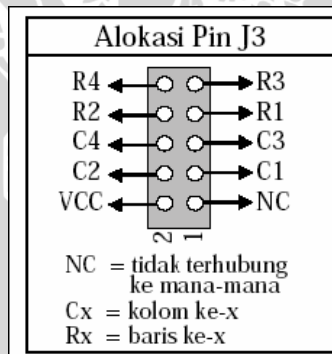 Alokasi Pin J3
R4 R3
R2 R1
C4 C3
C2 C1
VCC NC
2 1
NC = tidak terhubung
ke mana-mana
Cx = kolom ke-x
Rx = baris ke-x